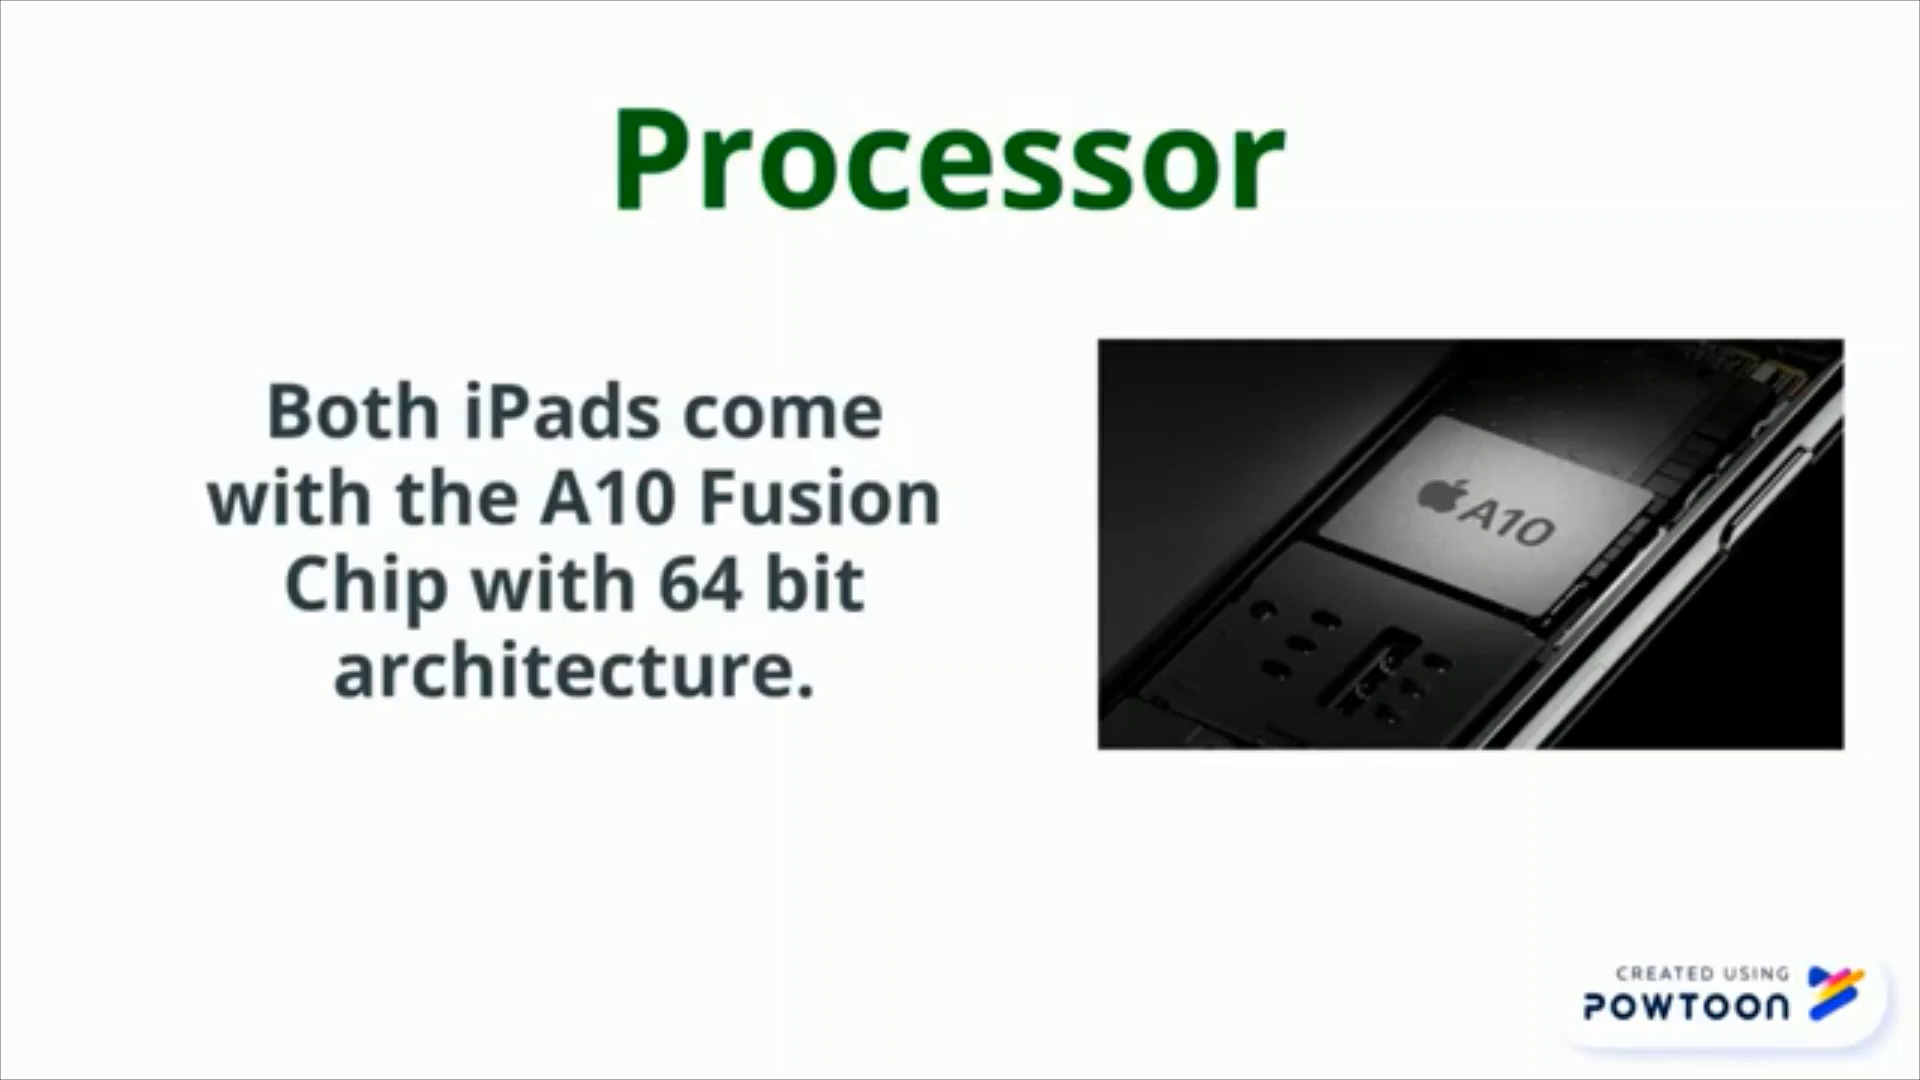 Processor
Both iPads come
with the A10 Fusion
Chip with 64 bit
architecture.
A10
CREATED USING
POWTOON